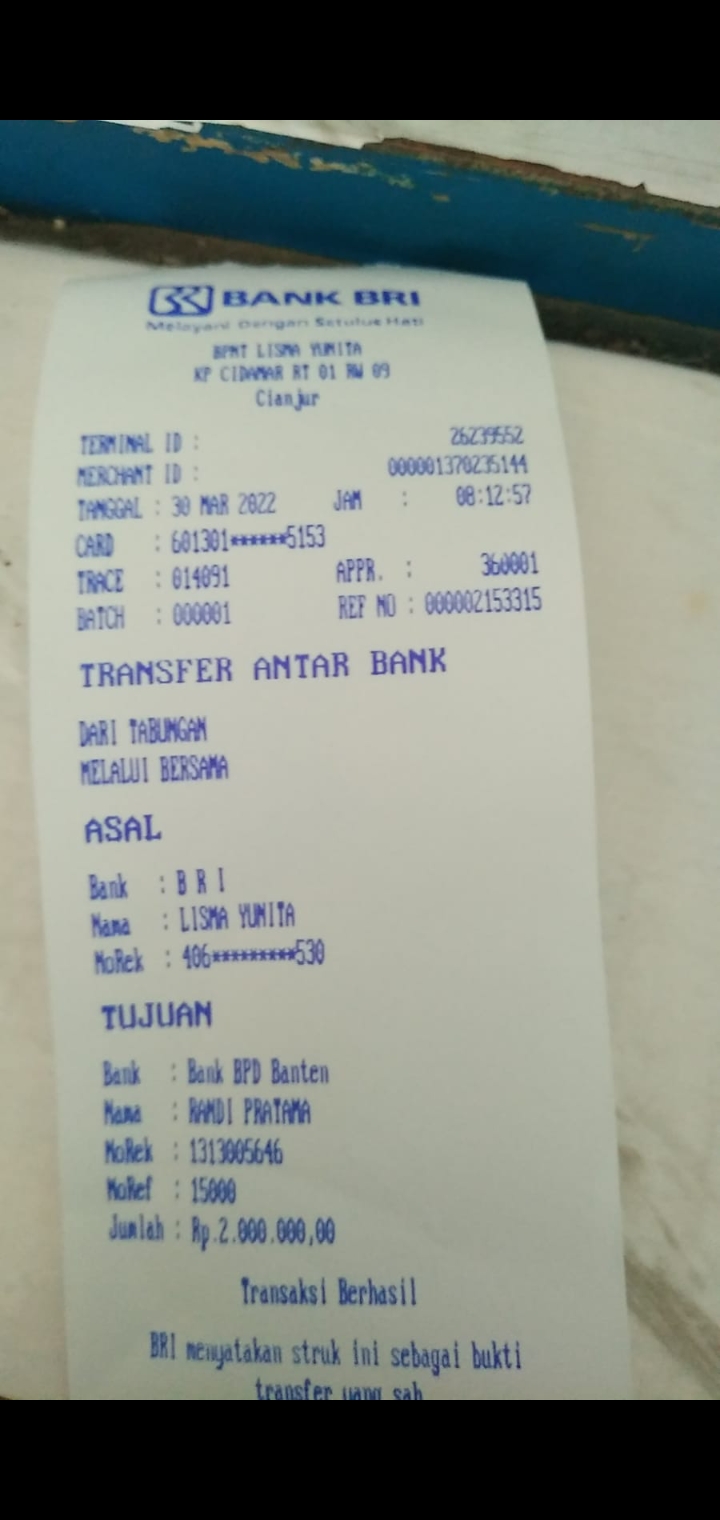 BANK BRI
Melayani Dengan Setulus Hati
BPNT LISMA YUNITA
KP CIDAMAR RT 01 RW 09
Cianjur
TERMINAL ID : 26239552
MERCHANT ID : 000001370235144
TANGGAL : 30 MAR 2022 JAM : 08:12:57
CARD : 601301******5153
TRACE : 014091 APPR. : 360001
BATCH : 000001 REF NO : 000002153315
TRANSFER ANTAR BANK
DARI TABUNGAN
MELALUI BERSAMA
ASAL
Bank : B R I
Nama : LISMA YUNITA
NoRek : 406*********530
TUJUAN
Bank : Bank BPD Banten
Nama : RANDI PRATAMA
NoRek : 1313005646
NoRef : 15000
Jumlah : Rp.2.000.000,00
Transaksi Berhasil
BRI menyatakan struk ini sebagai bukti
transfer yang sah